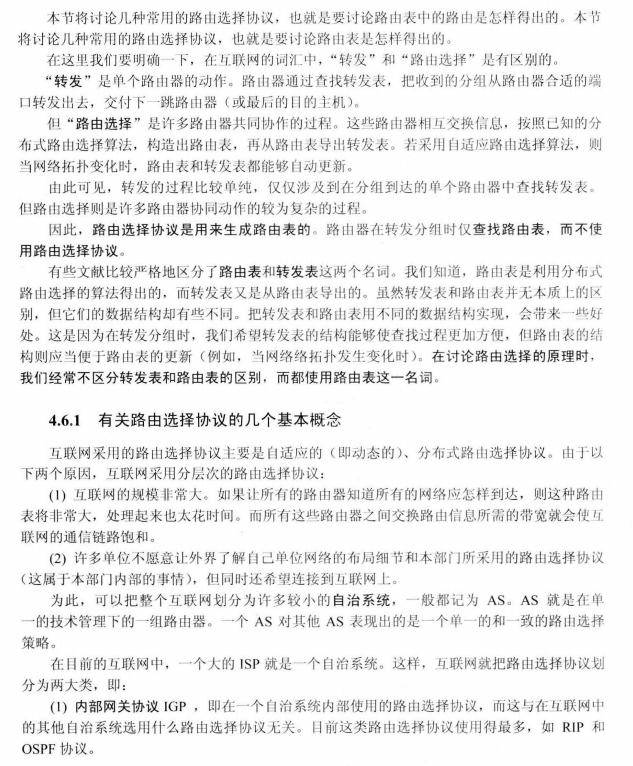 本节将讨论几种常用的路由选择协议，也就是要讨论路由表中的路由是怎样得出的。本节
将讨论几种常用的路由选择协议，也就是要讨论路由表是怎样得出的。
在这里我们要明确一下，在互联网的词汇中，“转发”和“路由选择”是有区别的。
“转发”是单个路由器的动作。路由器通过查找转发表，把收到的分组从路由器合适的端
口转发出去，交付下一跳路由器（或最后的目的主机）。
但“路由选择”是许多路由器共同协作的过程。这些路由器相互交换信息，按照已知的分
布式路由选择算法，构造出路由表，再从路由表导出转发表。若采用自适应路由选择算法，则
当网络拓扑变化时，路由表和转发表都能够自动更新。
由此可见，转发的过程比较单纯，仅仅涉及到在分组到达的单个路由器中查找转发表。
但路由选择则是许多路由器协同动作的较为复杂的过程。
因此，路由选择协议是用来生成路由表的。路由器在转发分组时仅查找路由表，而不使
用路由选择协议。
有些文献比较严格地区分了路由表和转发表这两个名词。我们知道，路由表是利用分布式
路由选择的算法得出的，而转发表又是从路由表导出的。虽然转发表和路由表并无本质上的区
别，但它们的数据结构却有些不同。把转发表和路由表用不同的数据结构实现，会带来一些好
处。这是因为在转发分组时，我们希望转发表的结构能够使查找过程更加方便，但路由表的结
构则应当便于路由表的更新（例如，当网络络拓扑发生变化时）。在讨论路由选择的原理时，
我们经常不区分转发表和路由表的区别，而都使用路由表这一名词。
4.6.1 有关路由选择协议的几个基本概念
互联网采用的路由选择协议主要是自适应的（即动态的）、分布式路由选择协议。由于以
下两个原因，互联网采用分层次的路由选择协议：
(1) 互联网的规模非常大。如果让所有的路由器知道所有的网络应怎样到达，则这种路由
表将非常大，处理起来也太花时间。而所有这些路由器之间交换路由信息所需的带宽就会使互
联网的通信链路饱和。
(2) 许多单位不愿意让外界了解自己单位网络的布局细节和本部门所采用的路由选择协议
（这属于本部门内部的事情），但同时还希望连接到互联网上。
为此，可以把整个互联网划分为许多较小的自治系统，一般都记为 AS。AS 就是在单
一的技术管理下的一组路由器。一个 AS 对其他 AS 表现出的是一个单一的和一致的路由选择
策略。
在目前的互联网中，一个大的 ISP 就是一个自治系统。这样，互联网就把路由选择协议划
分为两大类，即：
(1) 内部网关协议 IGP ，即在一个自治系统内部使用的路由选择协议，而这与在互联网中
的其他自治系统选用什么路由选择协议无关。目前这类路由选择协议使用得最多，如 RIP 和
OSPF 协议。